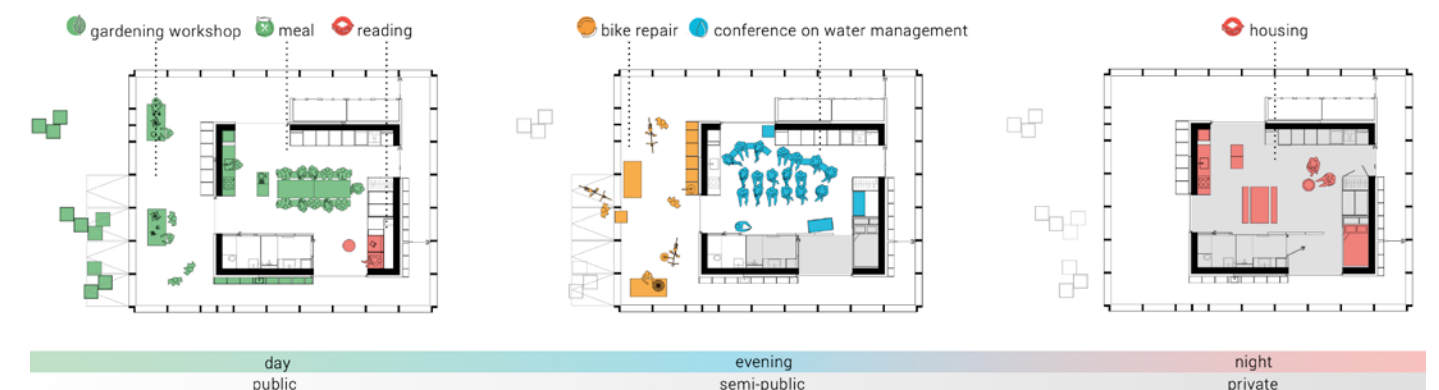 gardening workshop meal reading
bike repair conference on water management
housing
day evening night
public semi-public private